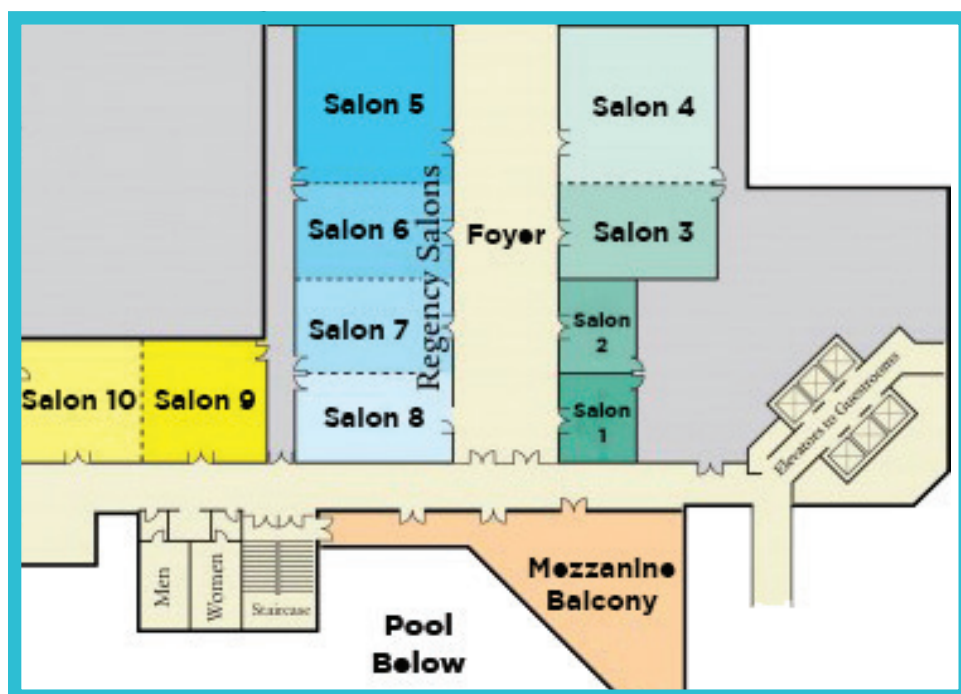 Salon 5
Salon 4
Salon 6
Regency Salons
Foyer
Salon 3
Salon 7
Salon
2
Salon 10
Salon 9
Salon 8
Salon
1
Elevators to Guestrooms
Men
Women
Staircase
Mezzanine
Balcony
Pool
Below